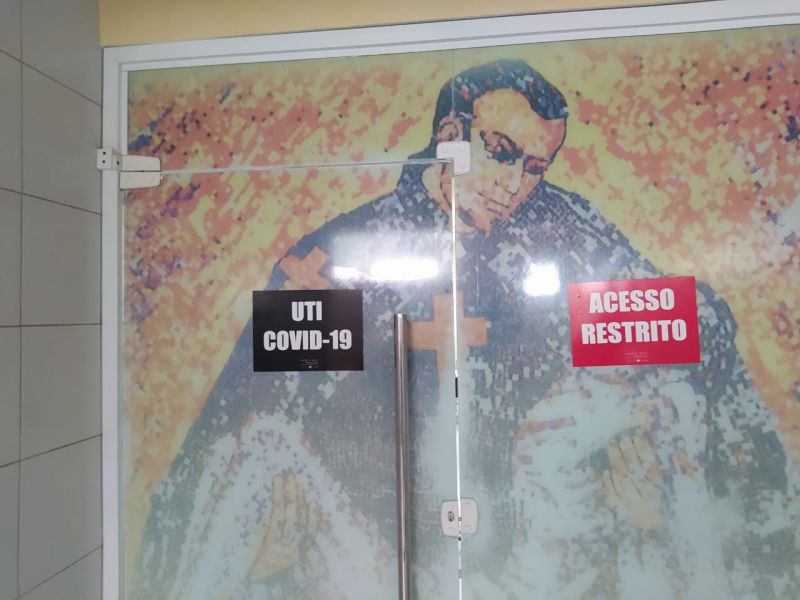 UTI
COVID-19
ACESSO
RESTRITO